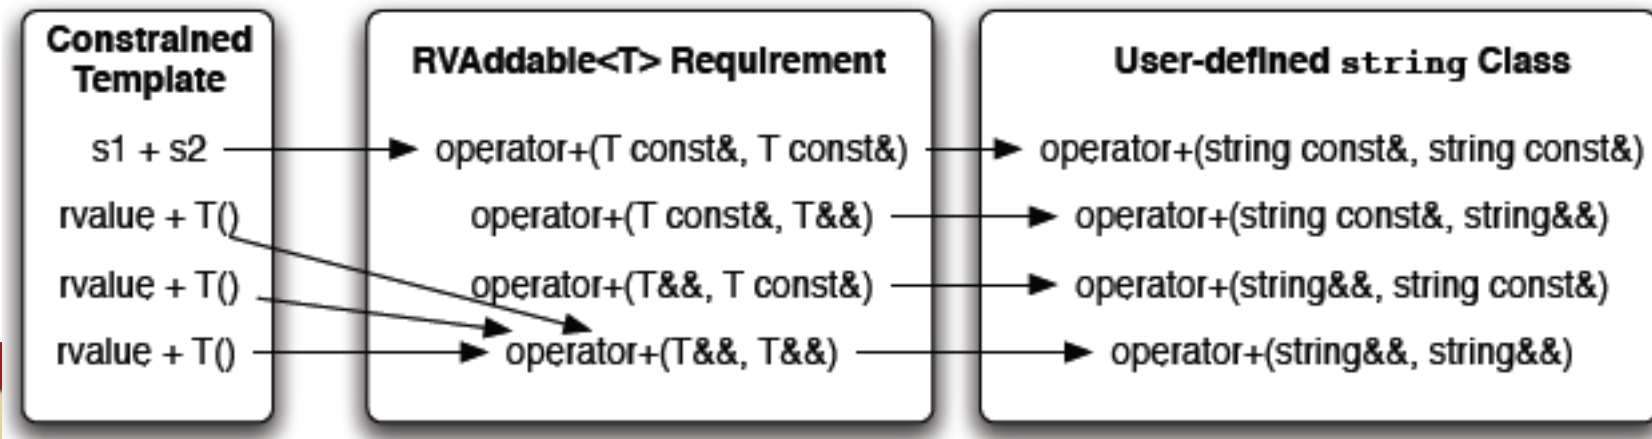 Constrained
Template
s1 + s2
rvalue + T()
rvalue + T()
rvalue + T()
RVAddable<T> Requirement
operator+(T const&, T const&)
operator+(T const&, T&&)
operator+(T&&, T const&)
operator+(T&&, T&&)
User-defined string Class
operator+(string const&, string const&)
operator+(string const&, string&&)
operator+(string&&, string const&)
operator+(string&&, string&&)